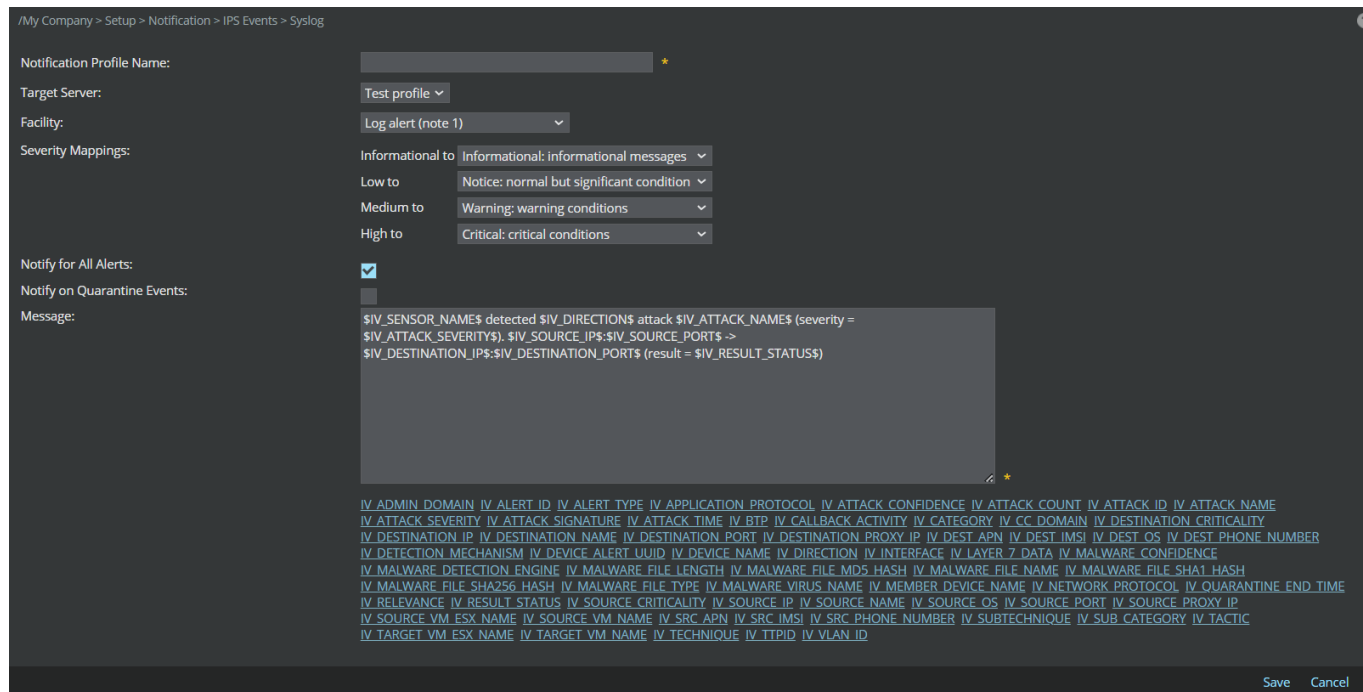 /My Company > Setup > Notification > IPS Events > Syslog
Notification Profile Name: *
Target Server: Test profile
Facility: Log alert (note 1)
Severity Mappings:
Informational to Informational: informational messages
Low to Notice: normal but significant condition
Medium to Warning: warning conditions
High to Critical: critical conditions
Notify for All Alerts:
Notify on Quarantine Events:
Message:
$IV_SENSOR_NAME$ detected $IV_DIRECTION$ attack $IV_ATTACK_NAME$ (severity =
$IV_ATTACK_SEVERITY$). $IV_SOURCE_IP$:$IV_SOURCE_PORT$ ->
$IV_DESTINATION_IP$:$IV_DESTINATION_PORT$ (result = $IV_RESULT_STATUS$)
*
IV_ADMIN_DOMAIN IV_ALERT_ID IV_ALERT_TYPE IV_APPLICATION_PROTOCOL IV_ATTACK_CONFIDENCE IV_ATTACK_COUNT IV_ATTACK_ID IV_ATTACK_NAME
IV_ATTACK_SEVERITY IV_ATTACK_SIGNATURE IV_ATTACK_TIME IV_BTP IV_CALLBACK_ACTIVITY IV_CATEGORY IV_CC_DOMAIN IV_DESTINATION_CRITICALITY
IV_DESTINATION_IP IV_DESTINATION_NAME IV_DESTINATION_PORT IV_DESTINATION_PROXY_IP IV_DEST_APN IV_DEST_IMSI IV_DEST_OS IV_DEST_PHONE_NUMBER
IV_DETECTION_MECHANISM IV_DEVICE_ALERT_UUID IV_DEVICE_NAME IV_DIRECTION IV_INTERFACE IV_LAYER_7_DATA IV_MALWARE_CONFIDENCE
IV_MALWARE_DETECTION_ENGINE IV_MALWARE_FILE_LENGTH IV_MALWARE_FILE_MD5_HASH IV_MALWARE_FILE_NAME IV_MALWARE_FILE_SHA1_HASH
IV_MALWARE_FILE_SHA256_HASH IV_MALWARE_FILE_TYPE IV_MALWARE_VIRUS_NAME IV_MEMBER_DEVICE_NAME IV_NETWORK_PROTOCOL IV_QUARANTINE_END_TIME
IV_RELEVANCE IV_RESULT_STATUS IV_SOURCE_CRITICALITY IV_SOURCE_IP IV_SOURCE_NAME IV_SOURCE_OS IV_SOURCE_PORT IV_SOURCE_PROXY_IP
IV_SOURCE_VM_ESX_NAME IV_SOURCE_VM_NAME IV_SRC_APN IV_SRC_IMSI IV_SRC_PHONE_NUMBER IV_SUBTECHNIQUE IV_SUB_CATEGORY IV_TACTIC
IV_TARGET_VM_ESX_NAME IV_TARGET_VM_NAME IV_TECHNIQUE IV_TTPID IV_VLAN_ID
Save Cancel